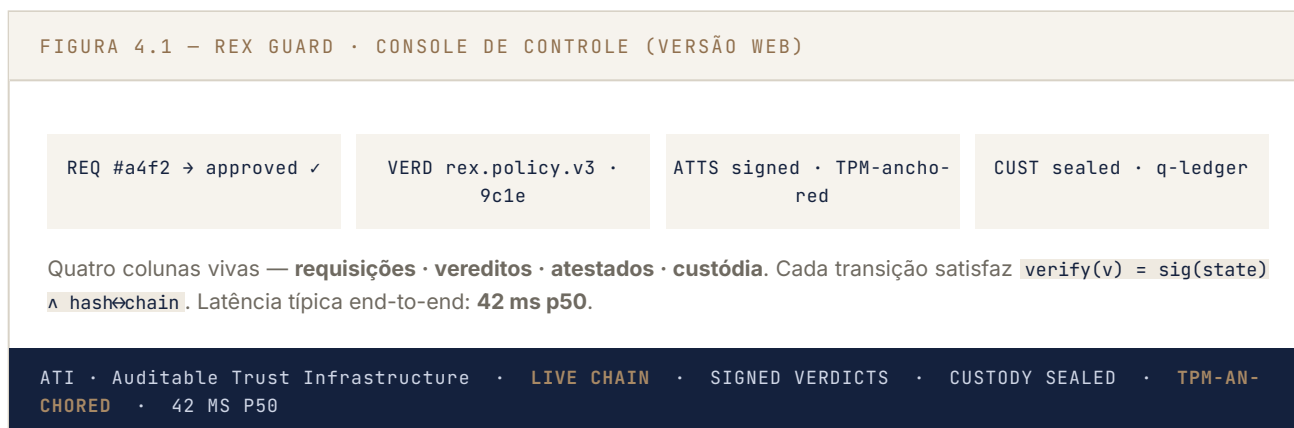 FIGURA 4.1 — REX GUARD · CONSOLE DE CONTROLE (VERSÃO WEB)
REQ #a4f2 → approved ✓
VERD rex.policy.v3 ·
9c1e
ATTS signed · TPM-ancho-
red
CUST sealed · q-ledger
Quatro colunas vivas — requisições · vereditos · atestados · custódia. Cada transição satisfaz verify(v) = sig(state)
∧ hash↔chain. Latência típica end-to-end: 42 ms p50.
ATI · Auditable Trust Infrastructure · LIVE CHAIN · SIGNED VERDICTS · CUSTODY SEALED · TPM-AN-
CHORED · 42 MS P50